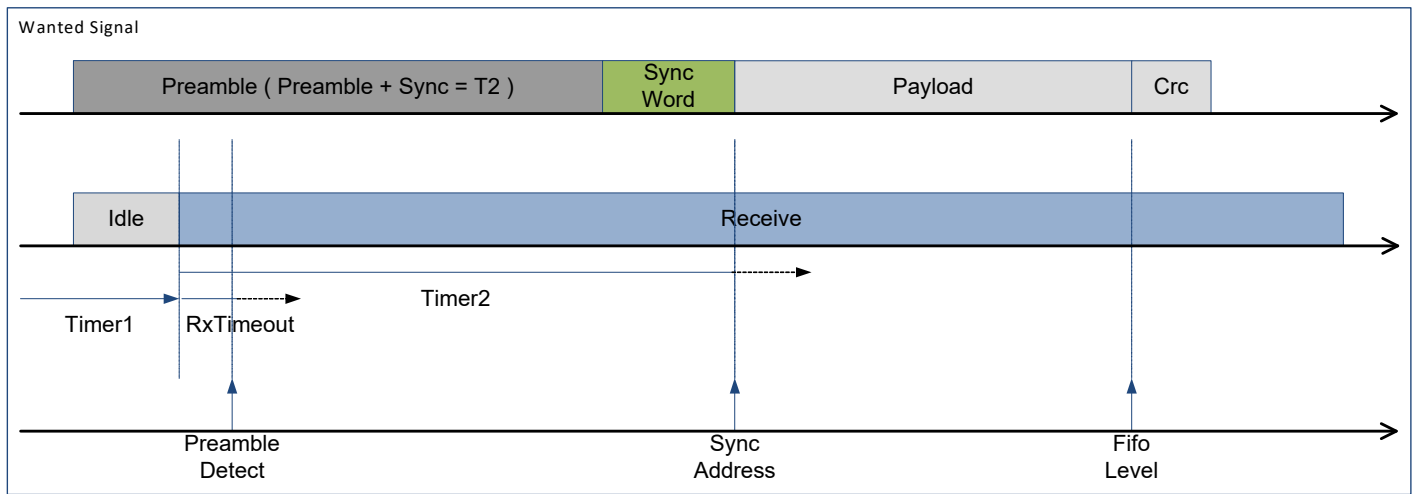 Wanted Signal
Preamble ( Preamble + Sync = T2 )
Sync
Word
Payload
Crc
Idle
Receive
Timer2
Timer1
RxTimeout
Preamble
Detect
Sync
Address
Fifo
Level